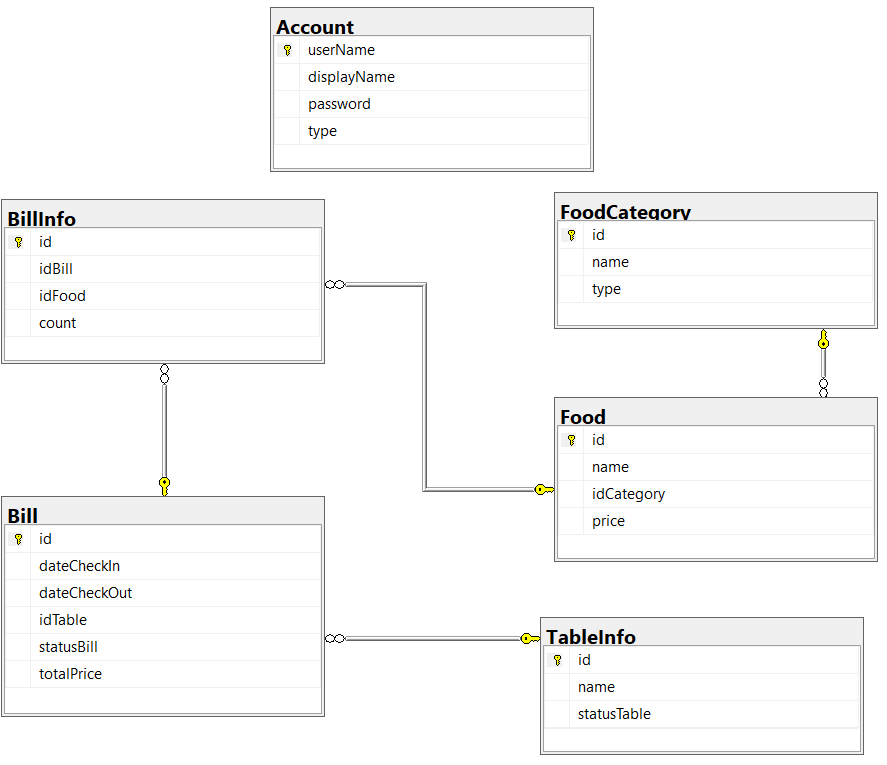 Account
userName
displayName
password
type
BillInfo
id
idBill
idFood
count
FoodCategory
id
name
type
Food
id
name
idCategory
price
Bill
id
dateCheckIn
dateCheckOut
idTable
statusBill
totalPrice
TableInfo
id
name
statusTable